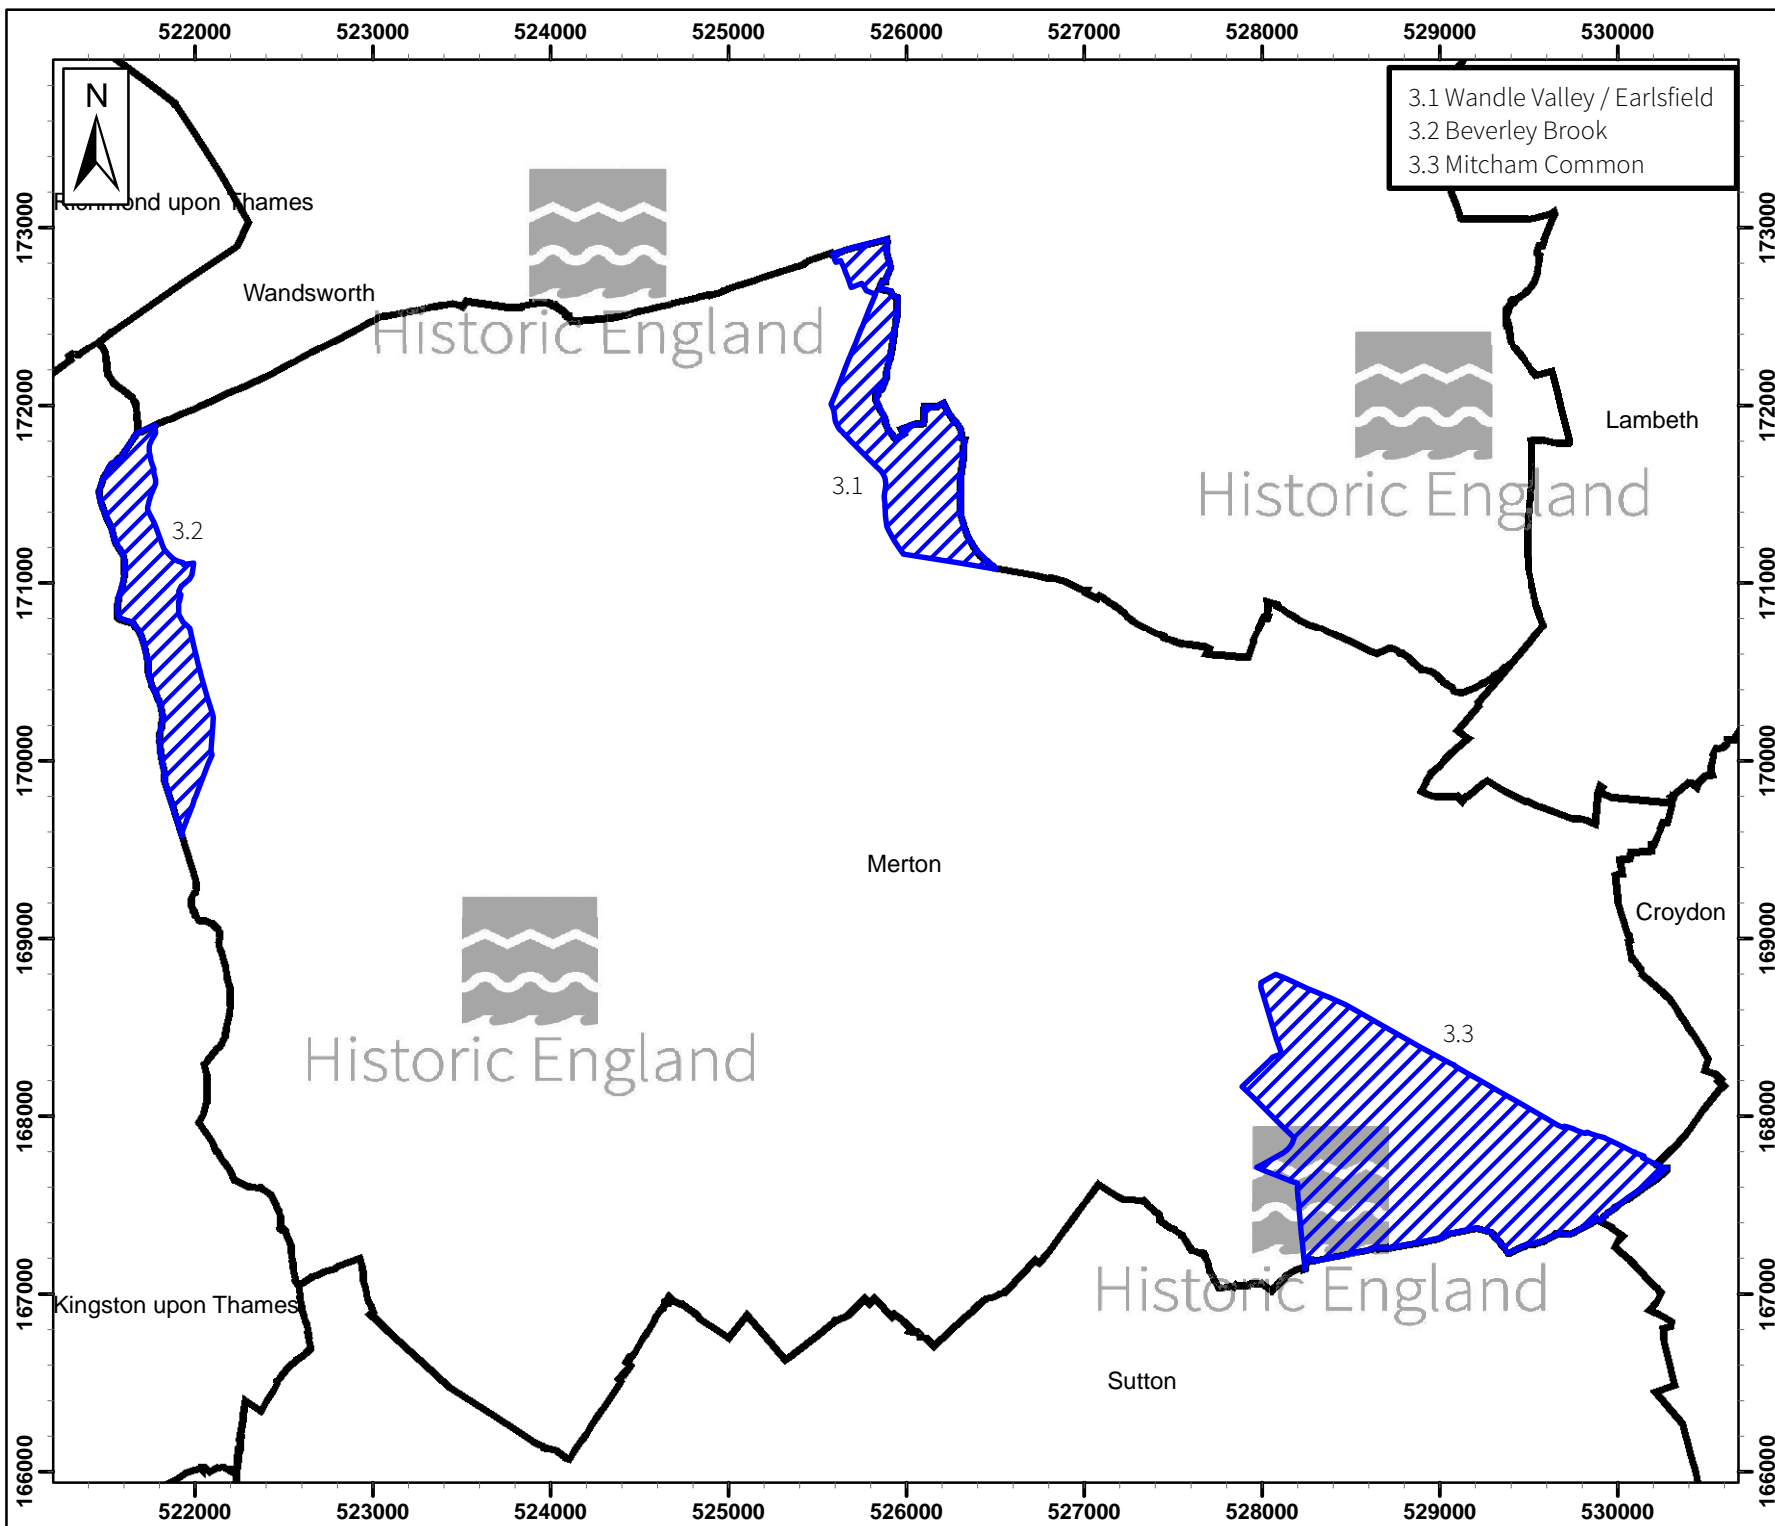 522000 523000 524000 525000 526000 527000 528000 529000 530000
N
3.1 Wandle Valley / Earlsfield
3.2 Beverley Brook
3.3 Mitcham Common
Richmond upon Thames
173000 173000
Wandsworth
Historic England
172000 172000
Lambeth
3.1
Historic England
3.2
171000 171000
170000 170000
Merton
Croydon
169000 169000
3.3
Historic England
168000 168000
Historic England
167000 167000
Kingston upon Thames
Sutton
166000 166000
522000 523000 524000 525000 526000 527000 528000 529000 530000